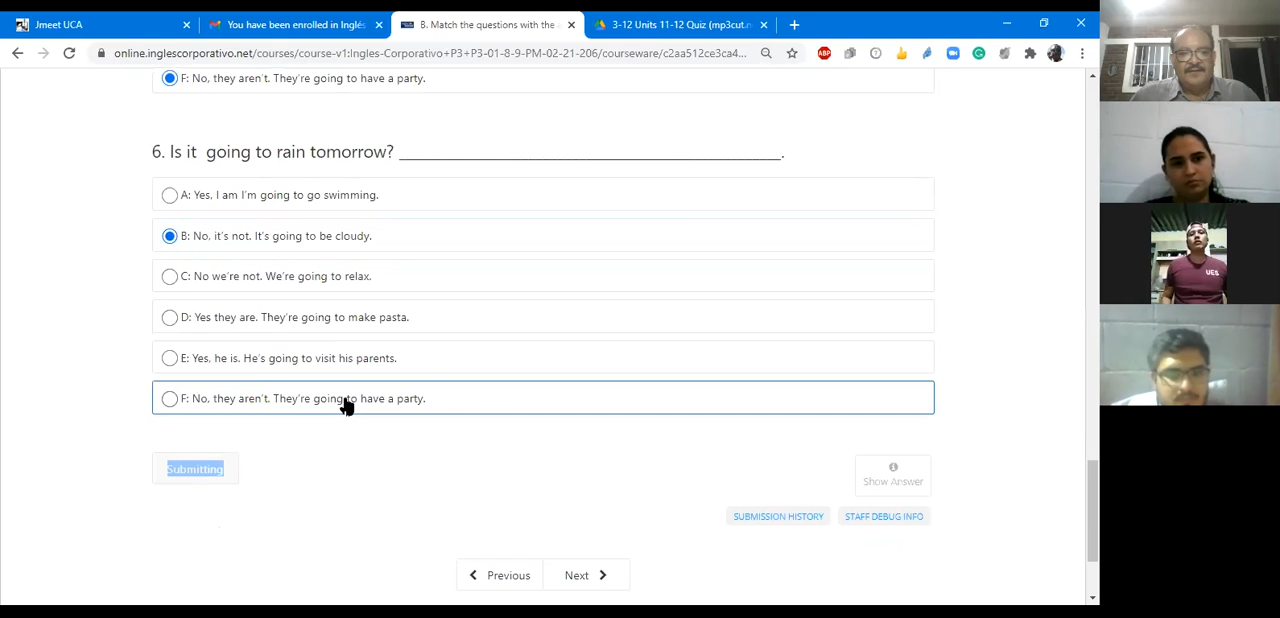 Jmeet UCA
You have been enrolled in Inglés
B. Match the questions with the
3-12 Units 11-12 Quiz (mp3cut.n
online.inglescorporativo.net/courses/course-v1:Ingles-Corporativo+P3+P3-01-8-9-PM-02-21-206/courseware/c2aa512ce3ca4...
ABP
F: No, they aren't. They're going to have a party.
6. Is it going to rain tomorrow? ______________________________.
A: Yes, I am I'm going to go swimming.
B: No, it's not. It's going to be cloudy.
C: No we're not. We're going to relax.
D: Yes they are. They're going to make pasta.
E: Yes, he is. He's going to visit his parents.
F: No, they aren't. They're going to have a party.
Submitting
Show Answer
SUBMISSION HISTORY
STAFF DEBUG INFO
Previous
Next
UES